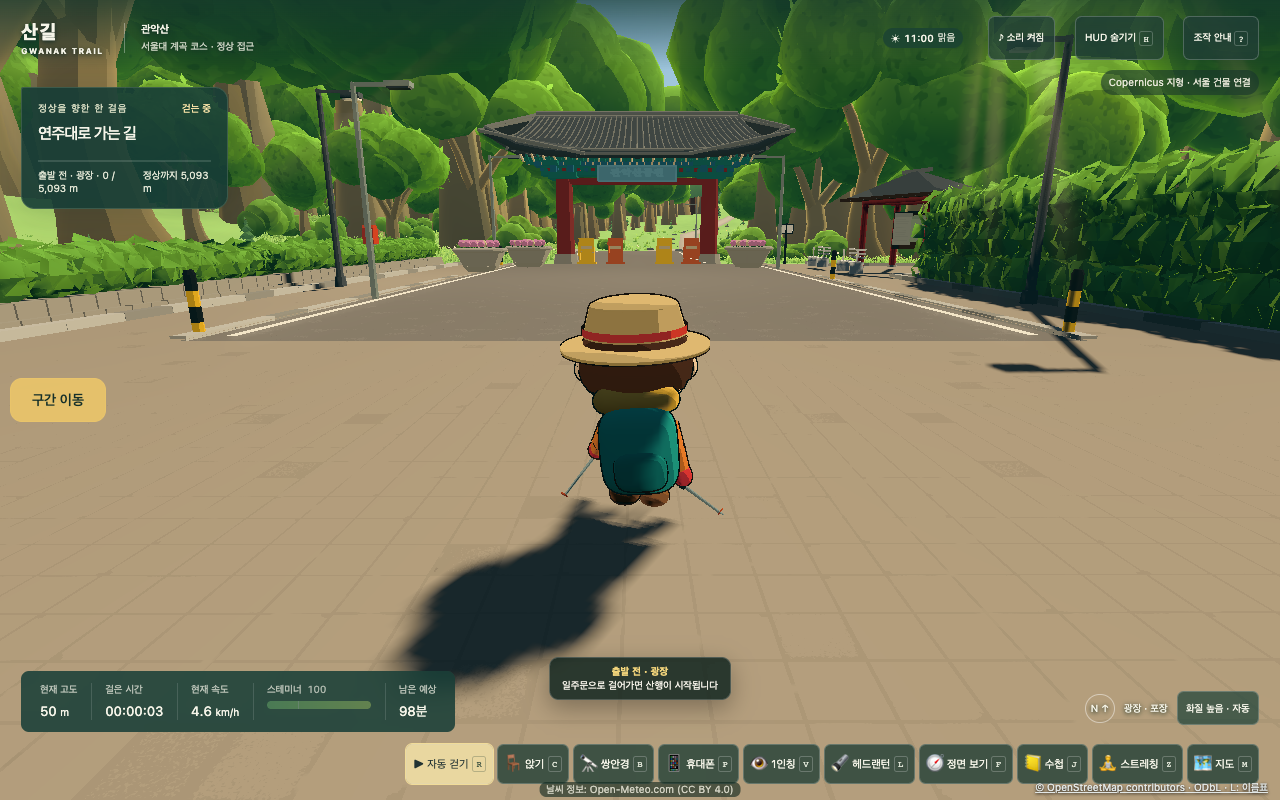 산길
GWANAK TRAIL
관악산
서울대 계곡 코스 · 정상 접근
☀ 11:00 맑음
♪ 소리 켜짐
HUD 숨기기 H
조작 안내 ?
Copernicus 지형 · 서울 건물 연결
정상을 향한 한 걸음
걷는 중
연주대로 가는 길
출발 전 · 광장 · 0 /
5,093 m
정상까지 5,093
m
구간 이동
출발 전 · 광장
일주문으로 걸어가면 산행이 시작됩니다
현재 고도
50 m
걸은 시간
00:00:03
현재 속도
4.6 km/h
스테미너 100
남은 예상
98분
N ↑
광장 · 포장
화질 높음 · 자동
▶ 자동 걷기 R
앉기 C
쌍안경 B
휴대폰 P
1인칭 V
헤드랜턴 L
정면 보기 F
수첩 J
스트레칭 Z
지도 M
날씨 정보: Open-Meteo.com (CC BY 4.0)
© OpenStreetMap contributors · ODbL · L: 이름표